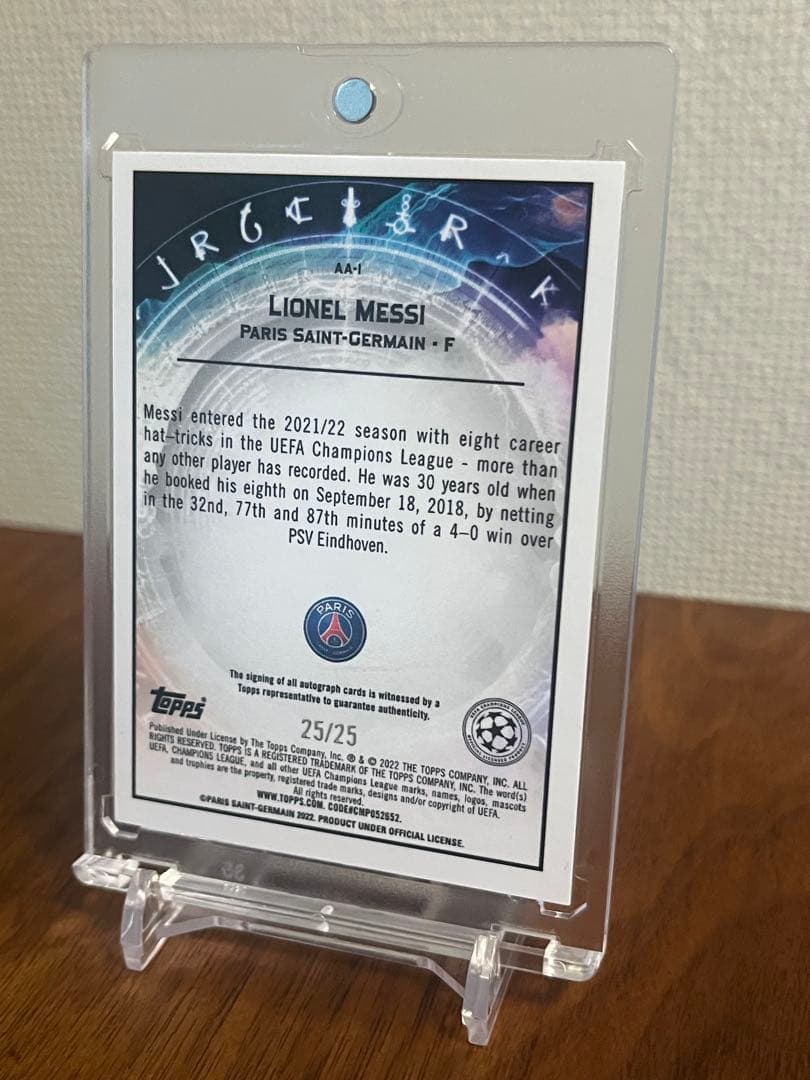 AA-1
LIONEL MESSI
PARIS SAINT-GERMAIN - F
Messi entered the 2021/22 season with eight career
hat-tricks in the UEFA Champions League - more than
any other player has recorded. He was 30 years old when
he booked his eighth on September 18, 2018, by netting
in the 32nd, 77th and 87th minutes of a 4-0 win over
PSV Eindhoven.
PARIS
The signing of all autograph cards is witnessed by a
Topps representative to guarantee authenticity.
topps
25/25
Published Under License by The Topps Company, Inc. ® & © 2022 THE TOPPS COMPANY, INC. ALL
RIGHTS RESERVED. TOPPS IS A REGISTERED TRADEMARK OF THE TOPPS COMPANY, INC. The word(s)
UEFA, CHAMPIONS LEAGUE, and all other UEFA Champions League marks, names, logos, mascots
and trophies are the property, registered trade marks, designs and/or copyright of UEFA.
All rights reserved.
WWW.TOPPS.COM. CODE#CMP052652.
©PARIS SAINT-GERMAIN 2022. PRODUCT UNDER OFFICIAL LICENSE.